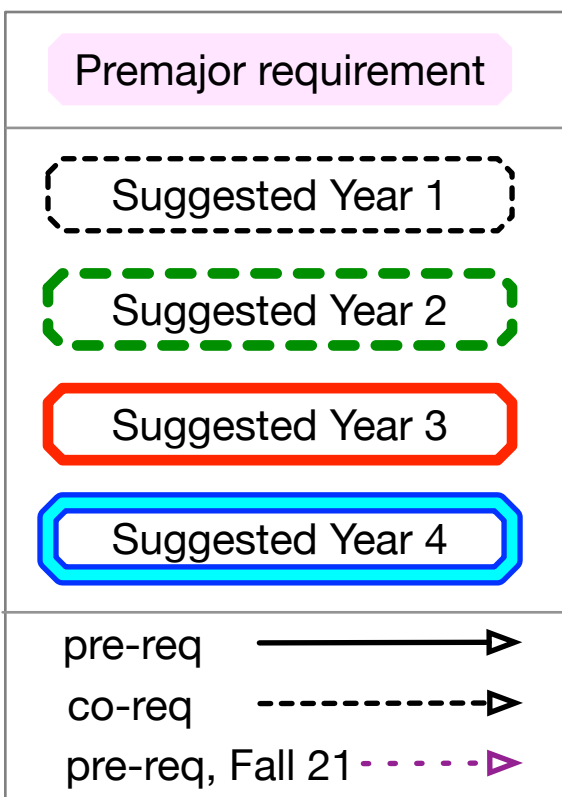 Premajor requirement
Suggested Year 1
Suggested Year 2
Suggested Year 3
Suggested Year 4
pre-req
co-req
pre-req, Fall 21